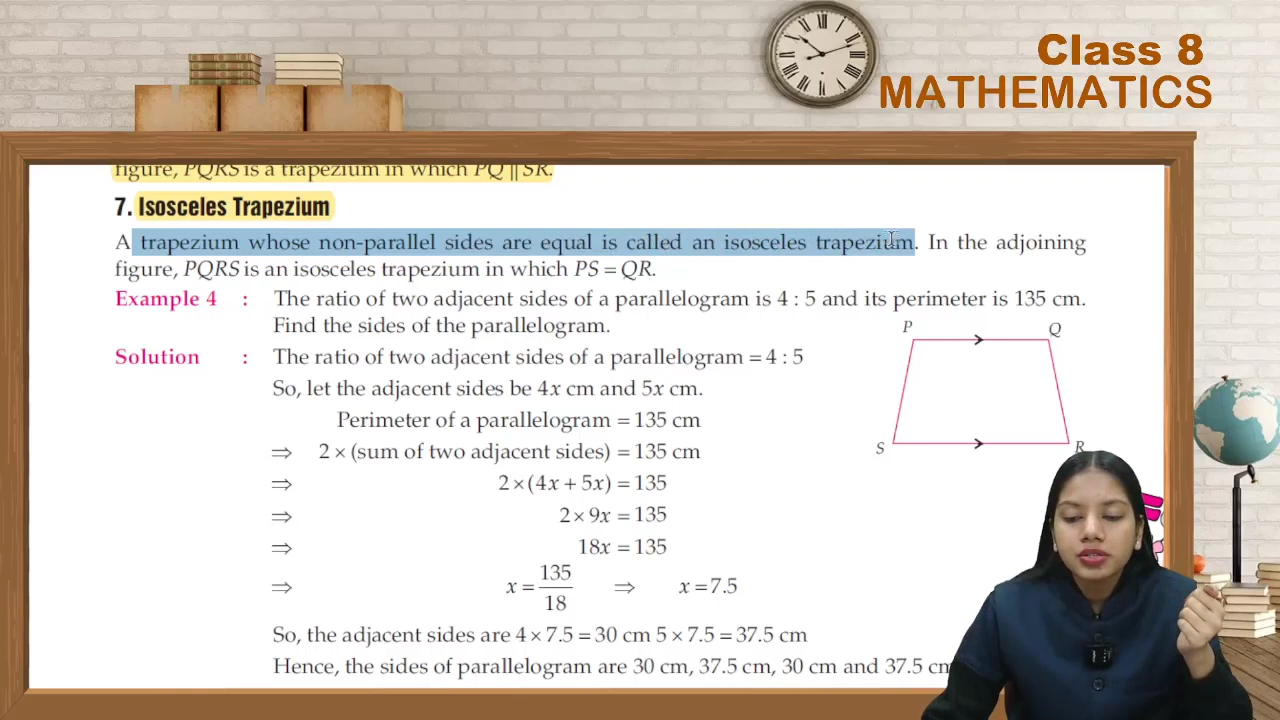 Class 8
MATHEMATICS
figure, PQRS is a trapezium in which PQ || SR.
7. Isosceles Trapezium
A trapezium whose non-parallel sides are equal is called an isosceles trapezium. In the adjoining
figure, PQRS is an isosceles trapezium in which PS = QR.
Example 4 : The ratio of two adjacent sides of a parallelogram is 4 : 5 and its perimeter is 135 cm.
Find the sides of the parallelogram.
P Q
S R
Solution : The ratio of two adjacent sides of a parallelogram = 4 : 5
So, let the adjacent sides be 4x cm and 5x cm.
Perimeter of a parallelogram = 135 cm
⇒ 2 × (sum of two adjacent sides) = 135 cm
⇒ 2 × (4x + 5x) = 135
⇒ 2 × 9x = 135
⇒ 18x = 135
⇒ x = 135/18 ⇒ x = 7.5
So, the adjacent sides are 4 × 7.5 = 30 cm 5 × 7.5 = 37.5 cm
Hence, the sides of parallelogram are 30 cm, 37.5 cm, 30 cm and 37.5 cm